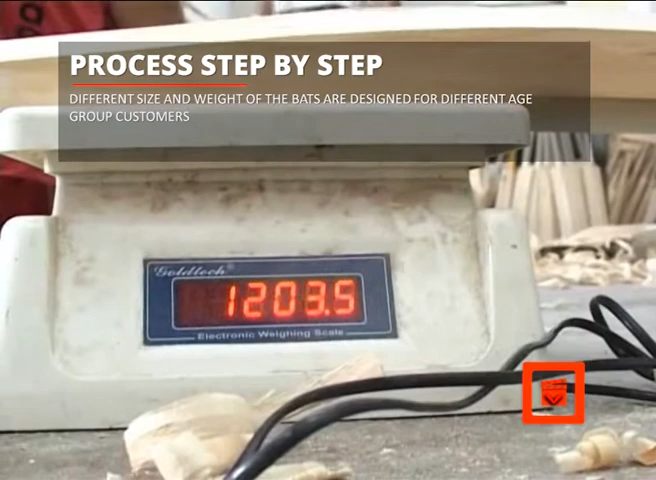 PROCESS STEP BY STEP
DIFFERENT SIZE AND WEIGHT OF THE BATS ARE DESIGNED FOR DIFFERENT AGE
GROUP CUSTOMERS
Goldtech
1203.5
Electronic Weighing Scale